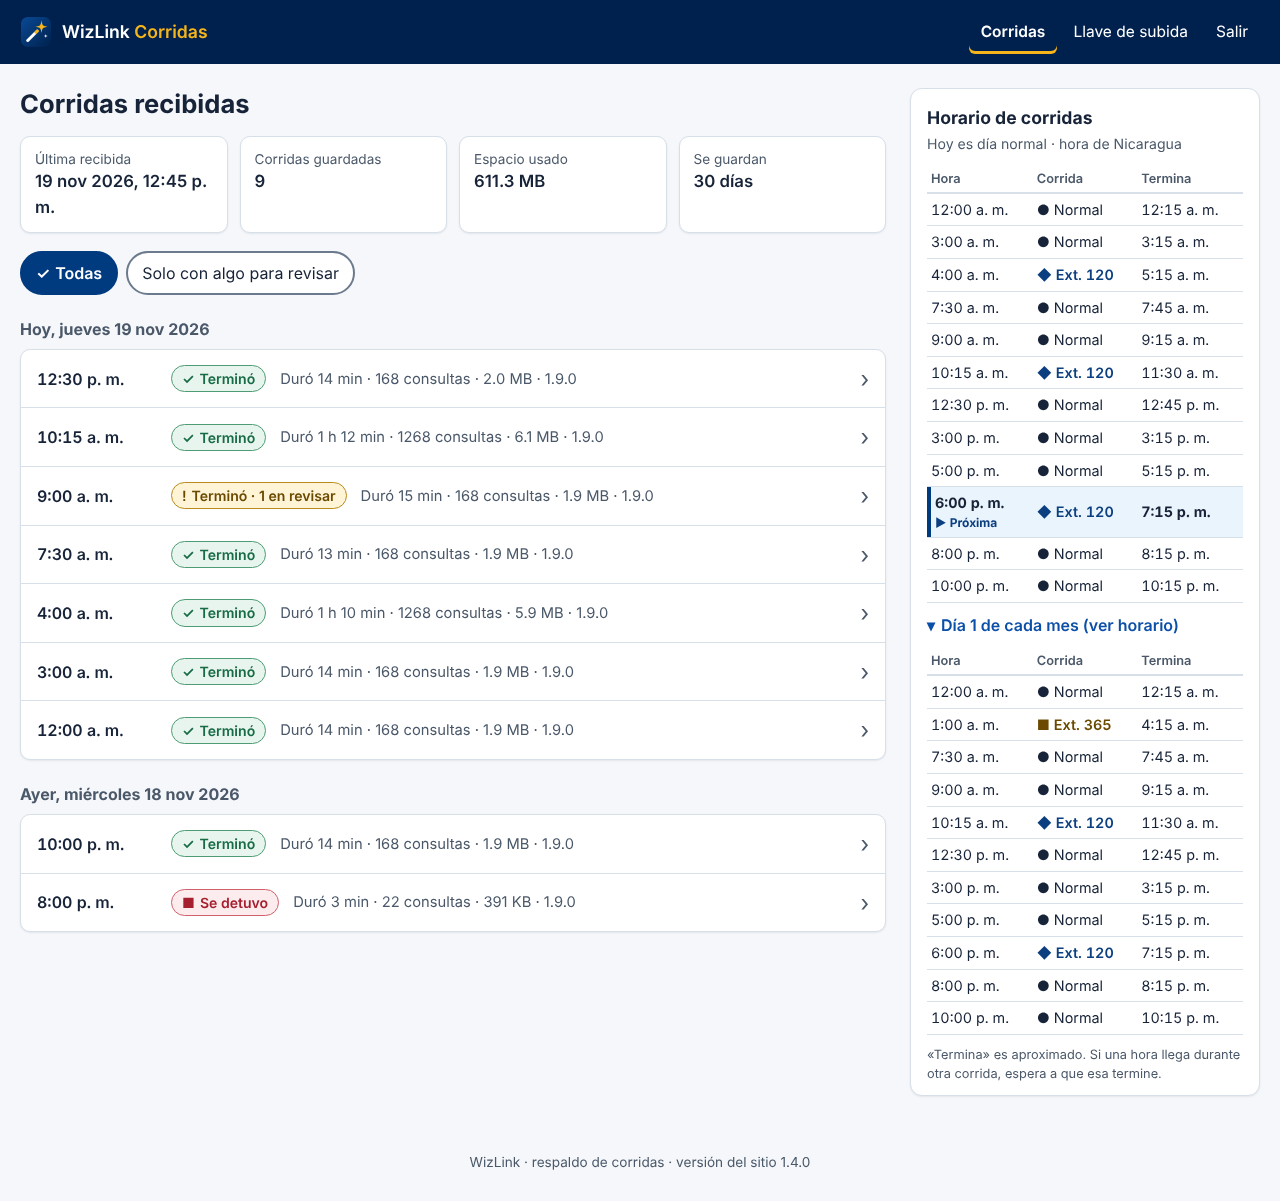 WizLink Corridas
Corridas
Llave de subida
Salir
Corridas recibidas
Última recibida
19 nov 2026, 12:45 p.
m.
Corridas guardadas
9
Espacio usado
611.3 MB
Se guardan
30 días
✓ Todas
Solo con algo para revisar
Hoy, jueves 19 nov 2026
12:30 p. m. ✓ Terminó Duró 14 min · 168 consultas · 2.0 MB · 1.9.0 ›
10:15 a. m. ✓ Terminó Duró 1 h 12 min · 1268 consultas · 6.1 MB · 1.9.0 ›
9:00 a. m. ! Terminó · 1 en revisar Duró 15 min · 168 consultas · 1.9 MB · 1.9.0 ›
7:30 a. m. ✓ Terminó Duró 13 min · 168 consultas · 1.9 MB · 1.9.0 ›
4:00 a. m. ✓ Terminó Duró 1 h 10 min · 1268 consultas · 5.9 MB · 1.9.0 ›
3:00 a. m. ✓ Terminó Duró 14 min · 168 consultas · 1.9 MB · 1.9.0 ›
12:00 a. m. ✓ Terminó Duró 14 min · 168 consultas · 1.9 MB · 1.9.0 ›
Ayer, miércoles 18 nov 2026
10:00 p. m. ✓ Terminó Duró 14 min · 168 consultas · 1.9 MB · 1.9.0 ›
8:00 p. m. ■ Se detuvo Duró 3 min · 22 consultas · 391 KB · 1.9.0 ›
Horario de corridas
Hoy es día normal · hora de Nicaragua
Hora Corrida Termina
12:00 a. m. ● Normal 12:15 a. m.
3:00 a. m. ● Normal 3:15 a. m.
4:00 a. m. ◆ Ext. 120 5:15 a. m.
7:30 a. m. ● Normal 7:45 a. m.
9:00 a. m. ● Normal 9:15 a. m.
10:15 a. m. ◆ Ext. 120 11:30 a. m.
12:30 p. m. ● Normal 12:45 p. m.
3:00 p. m. ● Normal 3:15 p. m.
5:00 p. m. ● Normal 5:15 p. m.
6:00 p. m. ◆ Ext. 120 7:15 p. m.
▶ Próxima
8:00 p. m. ● Normal 8:15 p. m.
10:00 p. m. ● Normal 10:15 p. m.
▾ Día 1 de cada mes (ver horario)
Hora Corrida Termina
12:00 a. m. ● Normal 12:15 a. m.
1:00 a. m. ■ Ext. 365 4:15 a. m.
7:30 a. m. ● Normal 7:45 a. m.
9:00 a. m. ● Normal 9:15 a. m.
10:15 a. m. ◆ Ext. 120 11:30 a. m.
12:30 p. m. ● Normal 12:45 p. m.
3:00 p. m. ● Normal 3:15 p. m.
5:00 p. m. ● Normal 5:15 p. m.
6:00 p. m. ◆ Ext. 120 7:15 p. m.
8:00 p. m. ● Normal 8:15 p. m.
10:00 p. m. ● Normal 10:15 p. m.
«Termina» es aproximado. Si una hora llega durante
otra corrida, espera a que esa termine.
WizLink · respaldo de corridas · versión del sitio 1.4.0